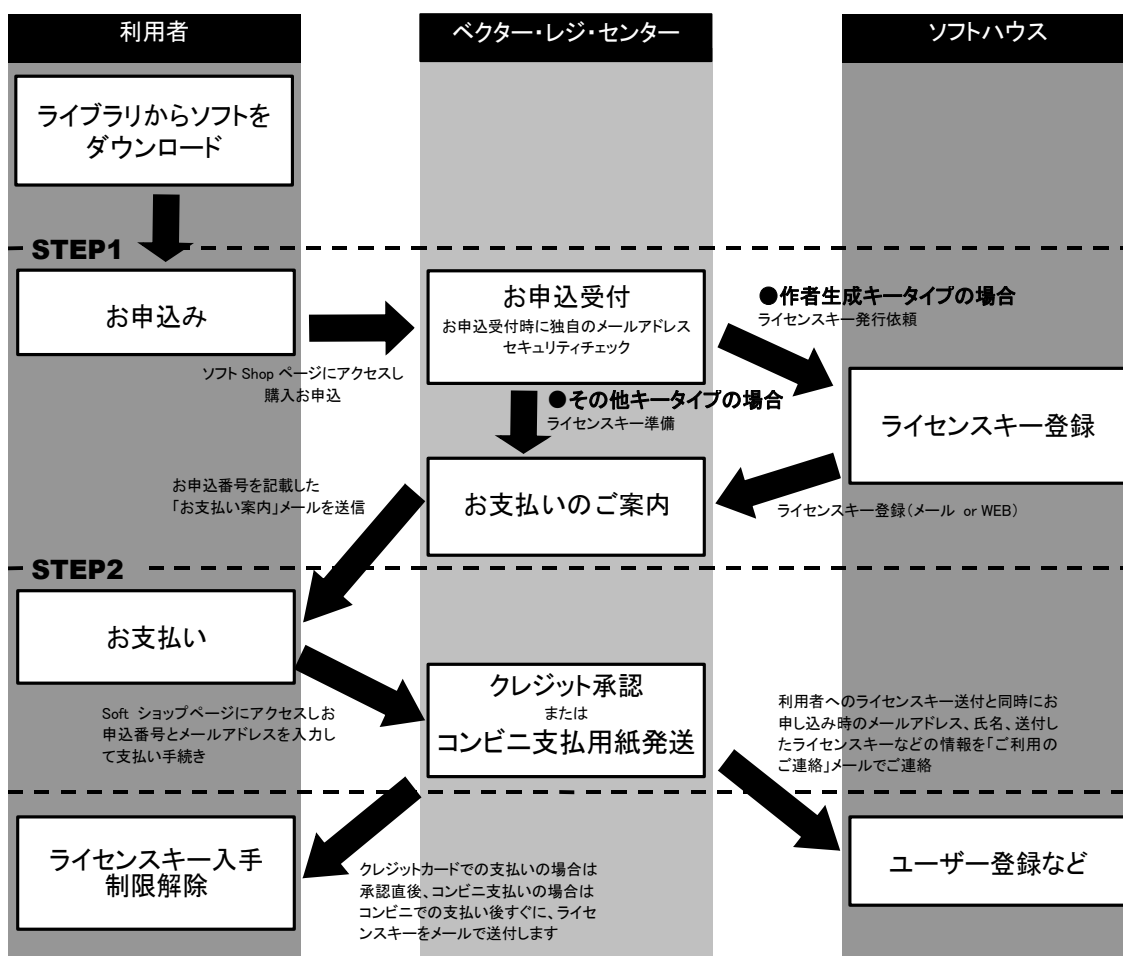 利用者
ベクター・レジ・センター
ソフトハウス
ライブラリからソフトを
ダウンロード
STEP1
お申込み
お申込受付
お申込受付時に独自のメールアドレス
セキュリティチェック
●作者生成キータイプの場合
ライセンスキー発行依頼
ソフト Shop ページにアクセスし
購入お申込
●その他キータイプの場合
ライセンスキー準備
ライセンスキー登録
お申込番号を記載した
「お支払い案内」メールを送信
お支払いのご案内
ライセンスキー登録（メール or WEB）
STEP2
お支払い
クレジット承認
または
コンビニ支払用紙発送
Soft ショップページにアクセスしお
申込番号とメールアドレスを入力し
て支払い手続き
利用者へのライセンスキー送付と同時にお
申し込み時のメールアドレス、氏名、送付し
たライセンスキーなどの情報を「ご利用の
ご連絡」メールでご連絡
ライセンスキー入手
制限解除
クレジットカードでの支払いの場合は
承認直後、コンビニ支払いの場合は
コンビニでの支払い後すぐに、ライセ
ンスキーをメールで送付します
ユーザー登録など